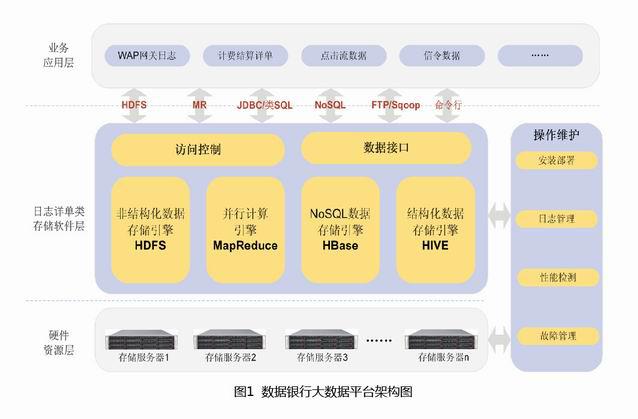 业务
应用层
WAP网关日志
计费结算详单
点击流数据
信令数据
……
HDFS
MR
JDBC/类SQL
NoSQL
FTP/Sqoop
命令行
日志详单类
存储软件层
访问控制
数据接口
非结构化数据
存储引擎
HDFS
并行计算
引擎
MapReduce
NoSQL数据
存储引擎
HBase
结构化数据
存储引擎
HIVE
操作维护
安装部署
日志管理
性能检测
故障管理
硬件
资源层
存储服务器1
存储服务器2
存储服务器3
……
存储服务器n
图1 数据银行大数据平台架构图